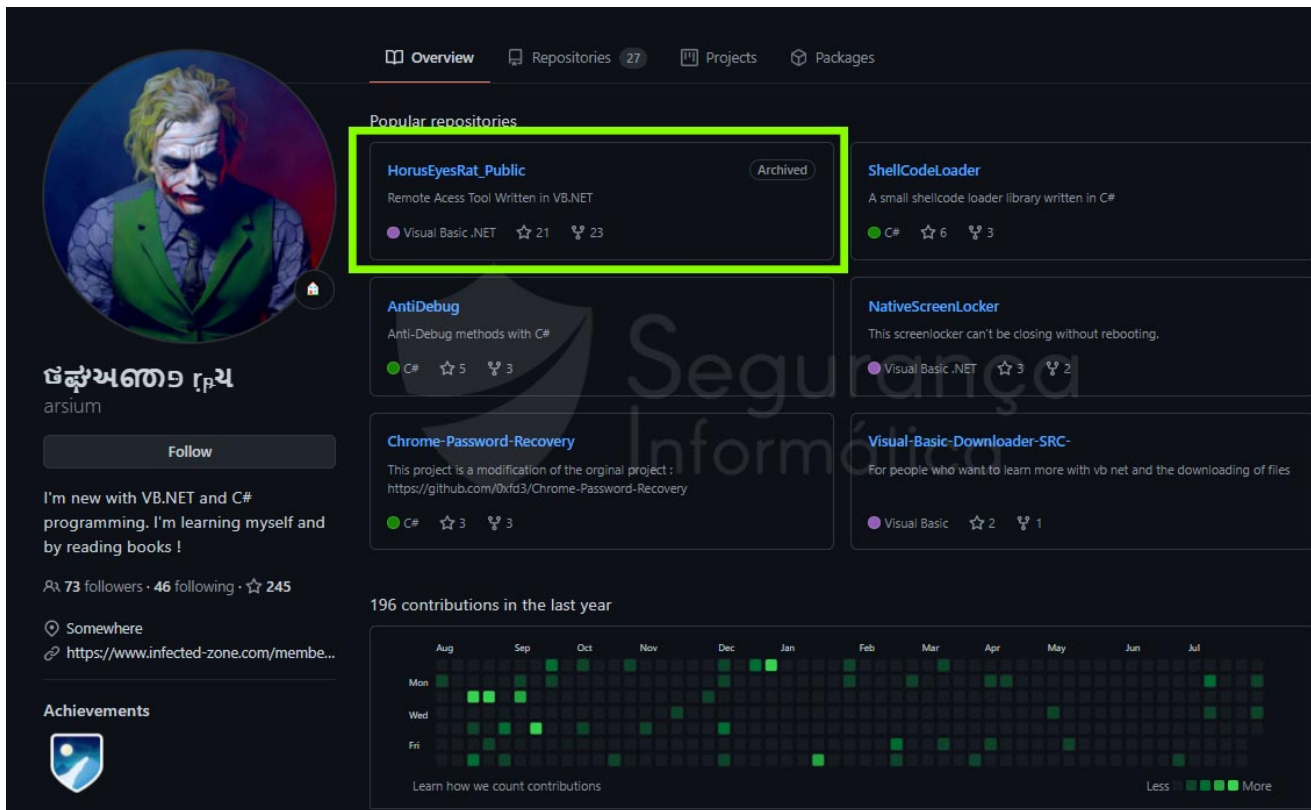 Overview
Repositories 27
Projects
Packages
Popular repositories
HorusEyesRat_Public
Archived
Remote Acess Tool Written in VB.NET
Visual Basic .NET 21 23
ShellCodeLoader
A small shellcode loader library written in C#
C# 6 3
AntiDebug
Anti-Debug methods with C#
C# 5 3
NativeScreenLocker
This screenlocker can't be closing without rebooting.
Visual Basic .NET 3 2
Chrome-Password-Recovery
This project is a modification of the orginal project :
https://github.com/0xfd3/Chrome-Password-Recovery
C# 3 3
Visual-Basic-Downloader-SRC-
For people who want to learn more with vb net and the downloading of files
Visual Basic 2 1
Segurança
Informática
arsium
Follow
I'm new with VB.NET and C#
programming. I'm learning myself and
by reading books !
73 followers · 46 following · 245
Somewhere
https://www.infected-zone.com/membe...
Achievements
196 contributions in the last year
Aug Sep Oct Nov Dec Jan Feb Mar Apr May Jun Jul
Mon
Wed
Fri
Learn how we count contributions
Less More